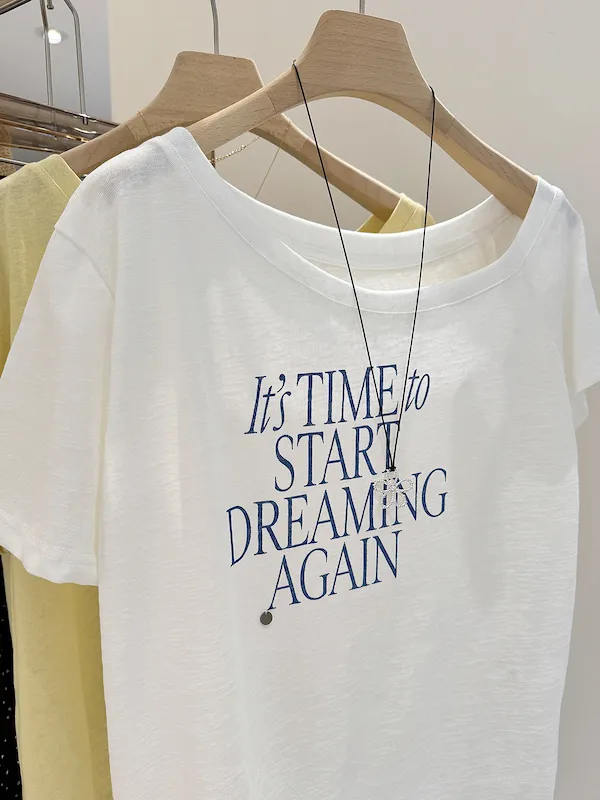 It's TIME to
START
DREAMING
AGAIN